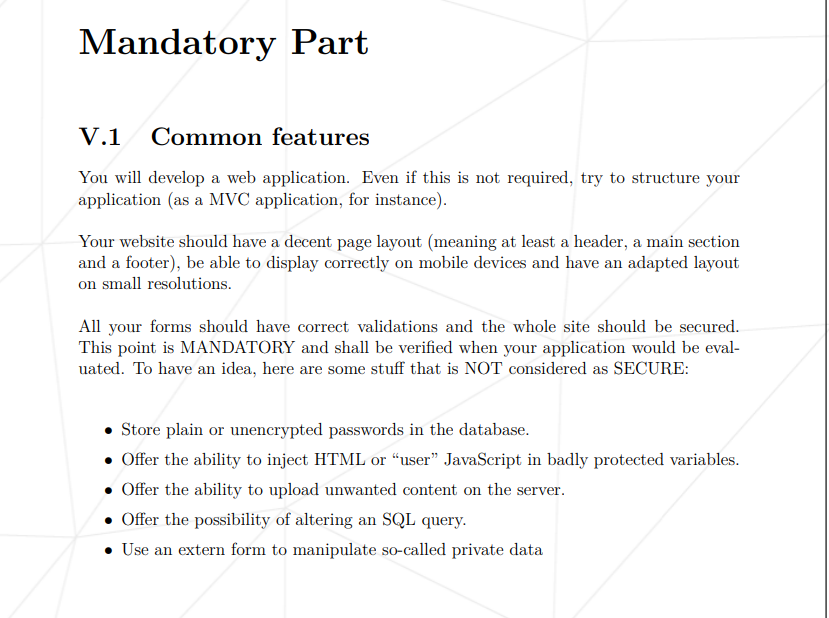 Mandatory Part
V.1 Common features
You will develop a web application. Even if this is not required, try to structure your
application (as a MVC application, for instance).
Your website should have a decent page layout (meaning at least a header, a main section
and a footer), be able to display correctly on mobile devices and have an adapted layout
on small resolutions.
All your forms should have correct validations and the whole site should be secured.
This point is MANDATORY and shall be verified when your application would be eval-
uated. To have an idea, here are some stuff that is NOT considered as SECURE:
• Store plain or unencrypted passwords in the database.
• Offer the ability to inject HTML or “user” JavaScript in badly protected variables.
• Offer the ability to upload unwanted content on the server.
• Offer the possibility of altering an SQL query.
• Use an extern form to manipulate so-called private data